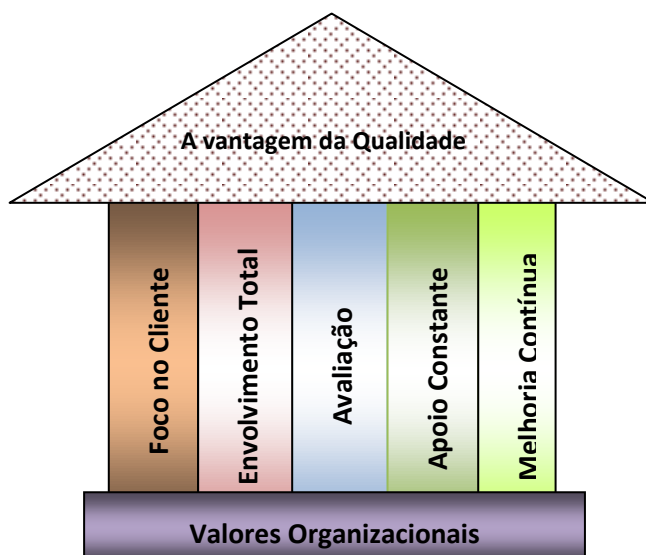 A vantagem da Qualidade
Foco no Cliente
Envolvimento Total
Avaliação
Apoio Constante
Melhoria Contínua
Valores Organizacionais